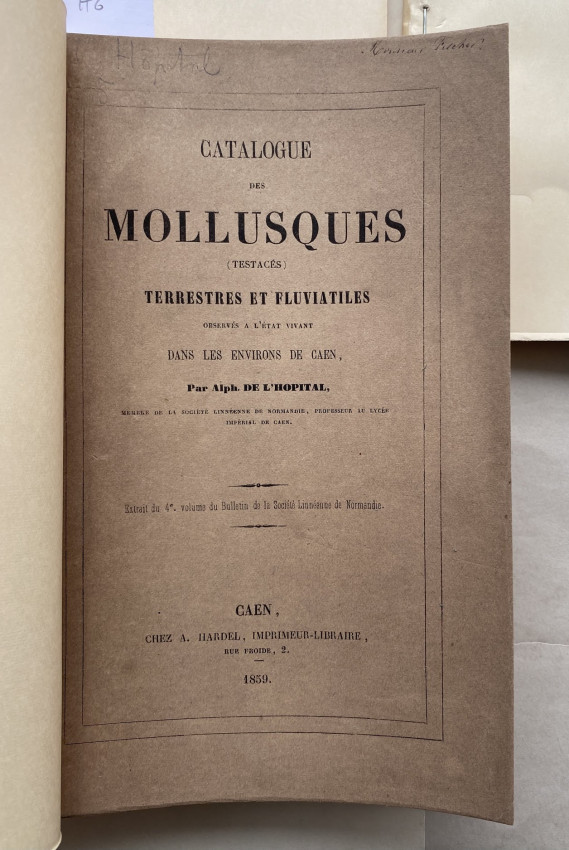 H6
Hôpital
Monsieur
CATALOGUE
DES
MOLLUSQUES
(TESTACÉS)
TERRESTRES ET FLUVIATILES
OBSERVÉS A L'ÉTAT VIVANT
DANS LES ENVIRONS DE CAEN,
Par Alph. DE L'HOPITAL,
MEMBRE DE LA SOCIÉTÉ LINNÉENNE DE NORMANDIE, PROFESSEUR AU LYCÉE
IMPÉRIAL DE CAEN.
Extrait du 4me. volume du Bulletin de la Société Linnéenne de Normandie.
CAEN,
CHEZ A. HARDEL, IMPRIMEUR-LIBRAIRE,
RUE FROIDE, 2.
1859.